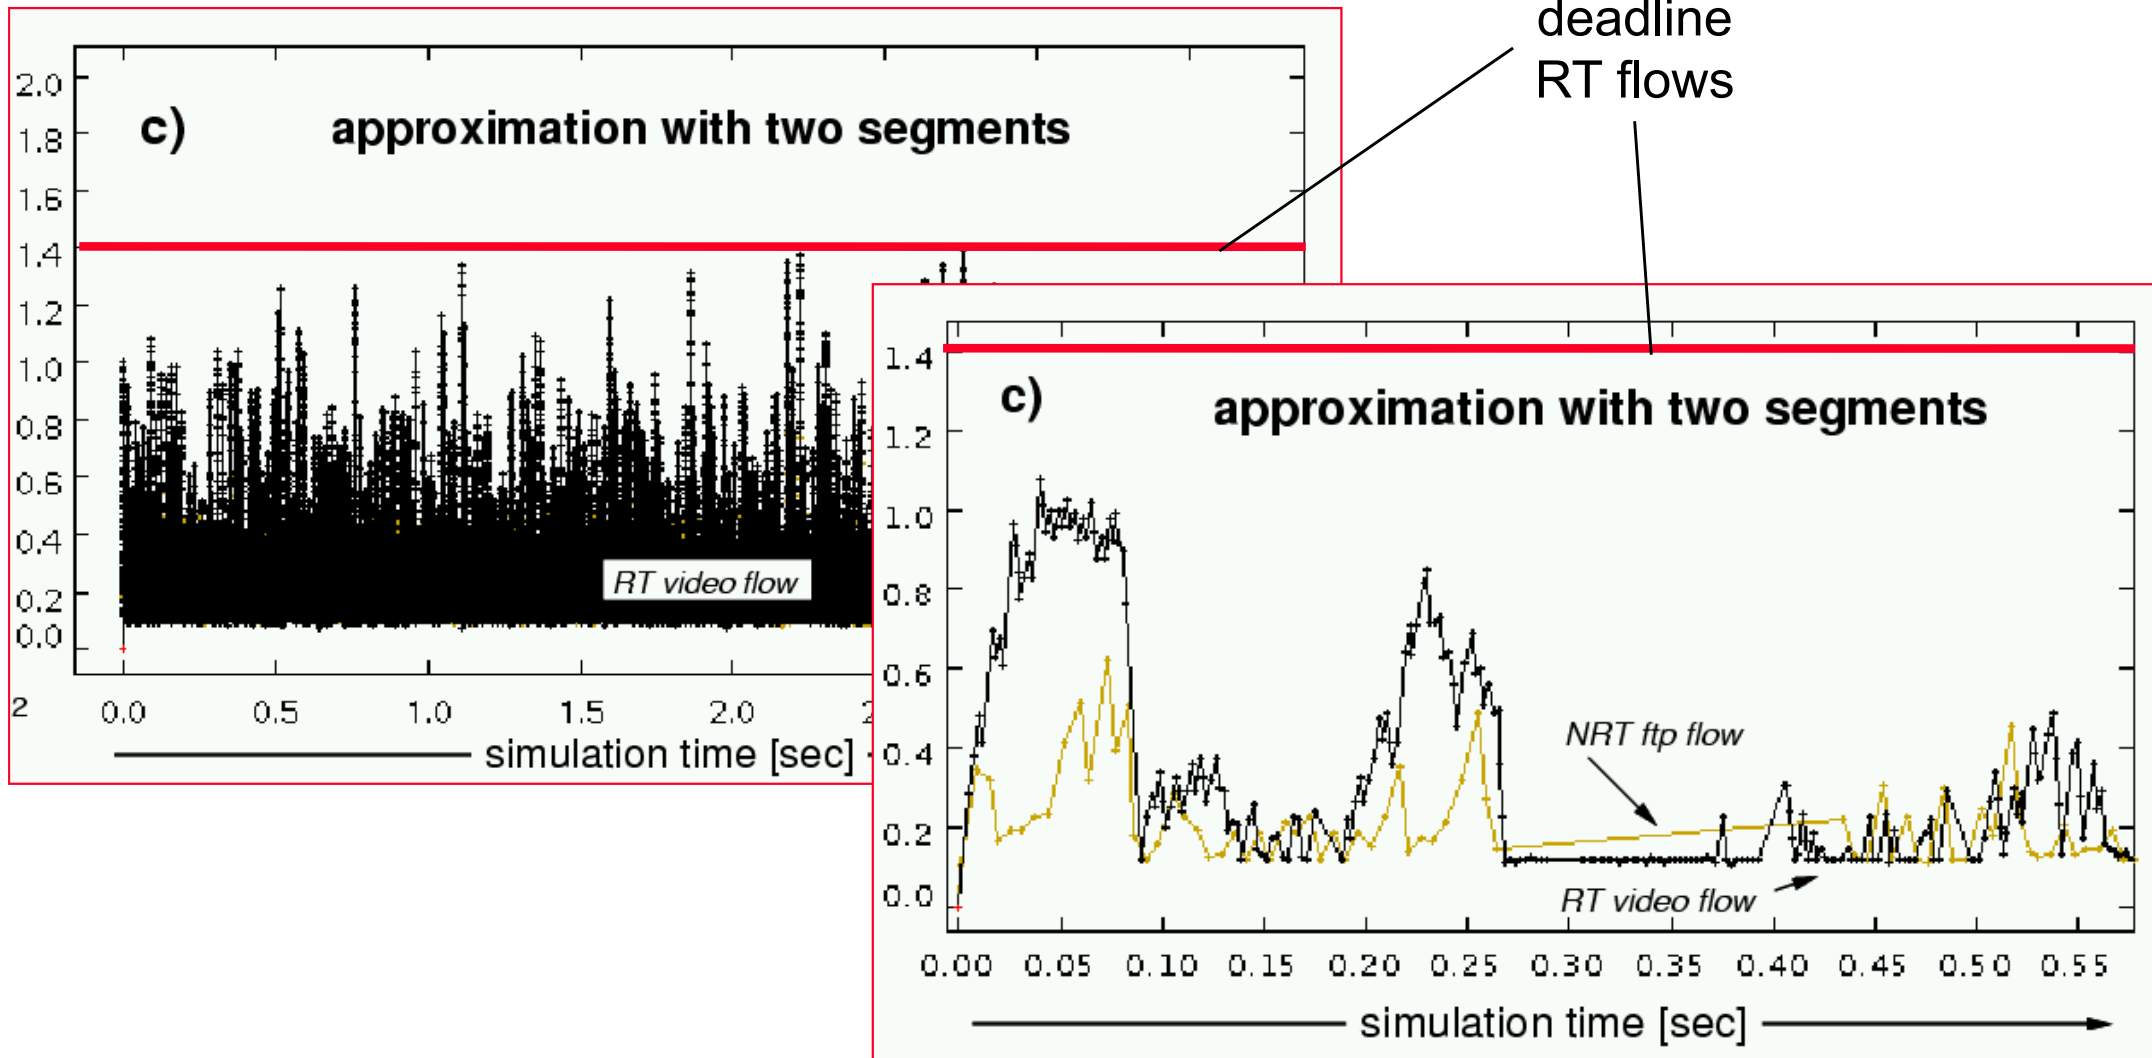 deadline
RT flows
c) approximation with two segments
2.0
1.8
1.6
1.4
1.2
1.0
0.8
0.6
0.4
0.2
0.0
RT video flow
2 0.0 0.5 1.0 1.5 2.0 2
simulation time [sec]
c) approximation with two segments
1.4
1.2
1.0
0.8
0.6
0.4
0.2
0.0
NRT ftp flow
RT video flow
0.00 0.05 0.10 0.15 0.20 0.25 0.30 0.35 0.40 0.45 0.50 0.55
simulation time [sec]